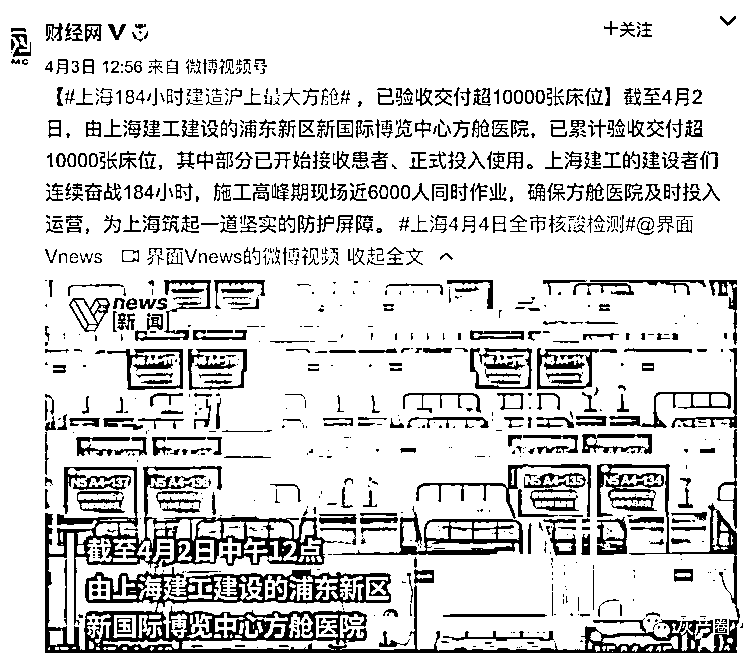 财经网
+关注
4月3日 12:56 来自 微博视频号
【#上海184小时建造沪上最大方舱# ，已验收交付超10000张床位】截至4月2
日，由上海建工建设的浦东新区新国际博览中心方舱医院，已累计验收交付超
10000张床位，其中部分已开始接收患者、正式投入使用。上海建工的建设者们
连续奋战184小时，施工高峰期现场近6000人同时作业，确保方舱医院及时投入
运营，为上海筑起一道坚实的防护屏障。 #上海4月4日全市核酸检测#@界面
Vnews 界面Vnews的微博视频 收起全文
news
新闻
N5 A4-137 N5 A4-136 N5 A4-135 N5 A4-134
截至4月2日中午12点
由上海建工建设的浦东新区
新国际博览中心方舱医院
灰产圈